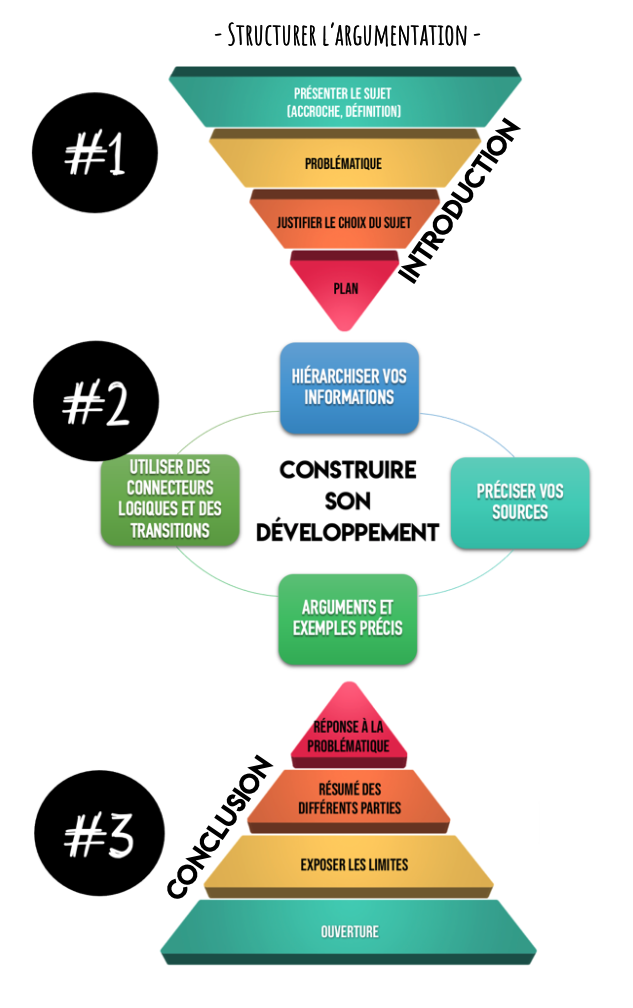 - Structurer l'argumentation -
#1
PRÉSENTER LE SUJET
(ACCROCHE, DÉFINITION)
PROBLÉMATIQUE
JUSTIFIER LE CHOIX DU SUJET
PLAN
INTRODUCTION
#2
HIÉRARCHISER VOS
INFORMATIONS
UTILISER DES
CONNECTEURS
LOGIQUES ET DES
TRANSITIONS
CONSTRUIRE
SON
DÉVELOPPEMENT
PRÉCISER VOS
SOURCES
ARGUMENTS ET
EXEMPLES PRÉCIS
#3
CONCLUSION
RÉPONSE À LA
PROBLÉMATIQUE
RÉSUMÉ DES
DIFFÉRENTS PARTIES
EXPOSER LES LIMITES
OUVERTURE